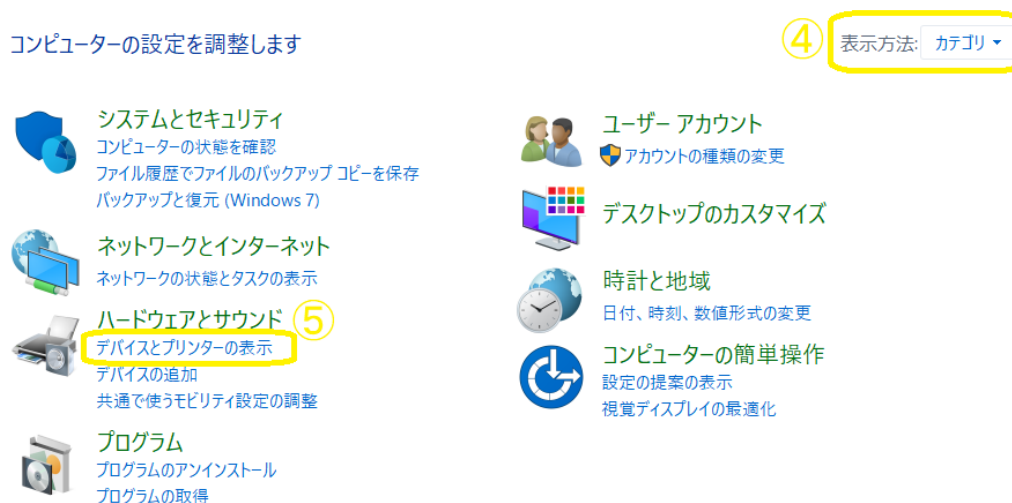 コンピューターの設定を調整します
④ 表示方法: カテゴリ
システムとセキュリティ
コンピューターの状態を確認
ファイル履歴でファイルのバックアップ コピーを保存
バックアップと復元 (Windows 7)
ネットワークとインターネット
ネットワークの状態とタスクの表示
ハードウェアとサウンド ⑤
デバイスとプリンターの表示
デバイスの追加
共通で使うモビリティ設定の調整
プログラム
プログラムのアンインストール
プログラムの取得
ユーザー アカウント
アカウントの種類の変更
デスクトップのカスタマイズ
時計と地域
日付、時刻、数値形式の変更
コンピューターの簡単操作
設定の提案の表示
視覚ディスプレイの最適化